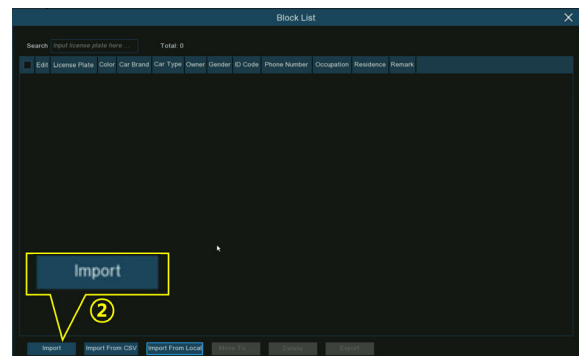 Block List
Search Input license plate here ... Total: 0
Edit License Plate Color Car Brand Car Type Owner Gender ID Code Phone Number Occupation Residence Remark
Import
②
Import Import From CSV Import From Local Move To... Delete Export